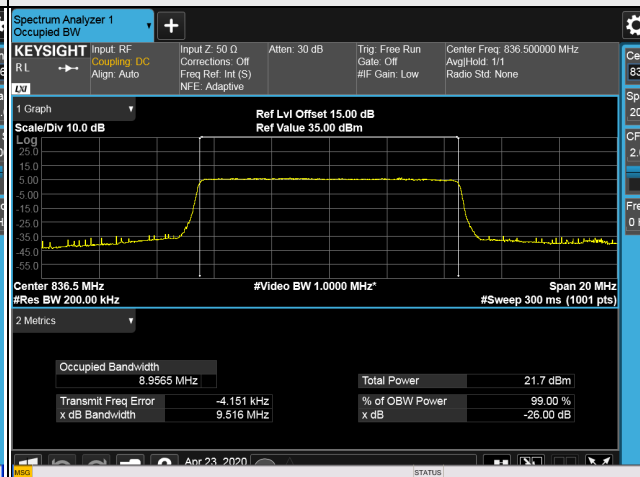 Spectrum Analyzer 1
Occupied BW
KEYSIGHT
RL
LXI
Input: RF
Coupling: DC
Align: Auto
Input Z: 50 Ω
Corrections: Off
Freq Ref: Int (S)
NFE: Adaptive
Atten: 30 dB
Trig: Free Run
Gate: Off
#IF Gain: Low
Center Freq: 836.500000 MHz
Avg|Hold: 1/1
Radio Std: None
1 Graph
Scale/Div 10.0 dB
Ref Lvl Offset 15.00 dB
Ref Value 35.00 dBm
Log
25.0
15.0
5.00
-5.00
-15.0
-25.0
-35.0
-45.0
-55.0
Center 836.5 MHz
#Res BW 200.00 kHz
#Video BW 1.0000 MHz*
Span 20 MHz
#Sweep 300 ms (1001 pts)
2 Metrics
Occupied Bandwidth
8.9565 MHz
Transmit Freq Error -4.151 kHz
x dB Bandwidth 9.516 MHz
Total Power 21.7 dBm
% of OBW Power 99.00 %
x dB -26.00 dB
Apr 23, 2020
MSG
STATUS